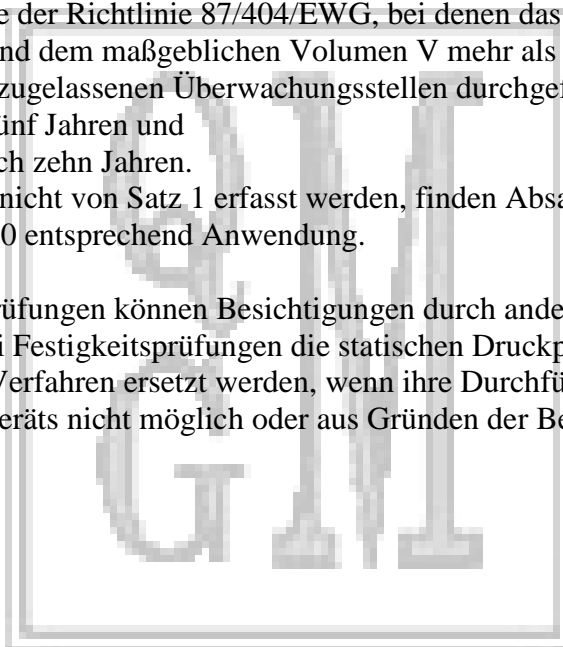 e der Richtlinie 87/404/EWG, bei denen das
nd dem maßgeblichen Volumen V mehr als
zugelassenen Überwachungsstellen durchgef
ünf Jahren und
ch zehn Jahren.
nicht von Satz 1 erfasst werden, finden Absa
0 entsprechend Anwendung.
rüfungen können Besichtigungen durch ande
i Festigkeitsprüfungen die statischen Druckp
Verfahren ersetzt werden, wenn ihre Durchfü
eräts nicht möglich oder aus Gründen der Be